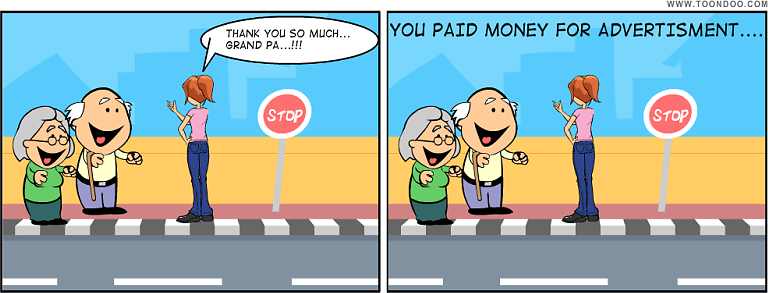 WWW.TOONDOO.COM
THANK YOU SO MUCH...
GRAND PA...!!!
STOP
YOU PAID MONEY FOR ADVERTISMENT....
STOP